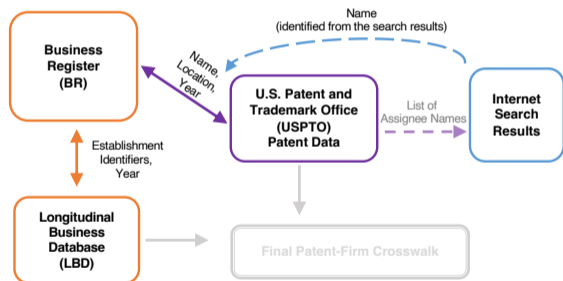 Name
(identified from the search results)
Business
Register
(BR)
Name,
Location,
Year
U.S. Patent and
Trademark Office
(USPTO)
Patent Data
List of
Assignee Names
Internet
Search
Results
Establishment
Identifiers,
Year
Longitudinal
Business
Database
(LBD)
Final Patent-Firm Crosswalk